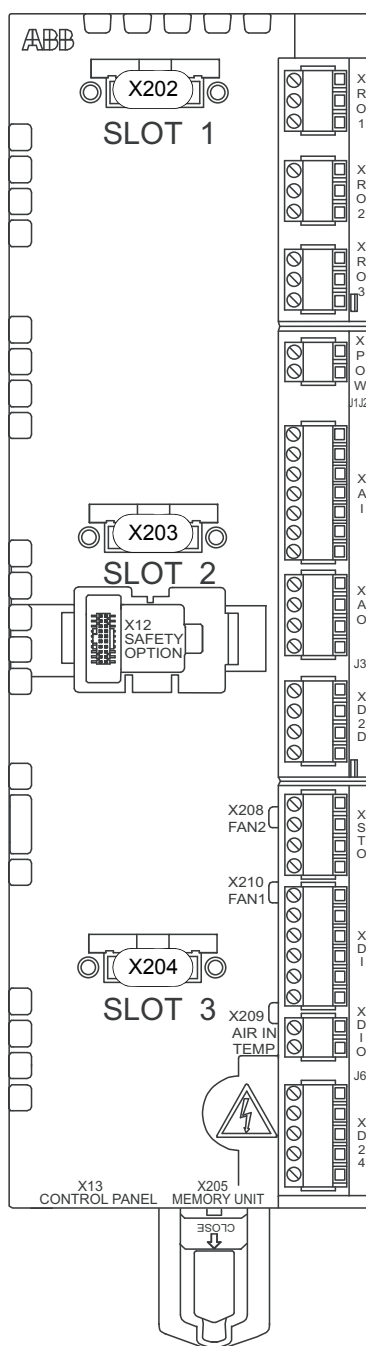 ABB
X202
SLOT 1
XRO1
XRO2
XRO3
XPOW
J1J2
XAI
X203
SLOT 2
X12
SAFETY
OPTION
XAO
J3
XD2D
X208
FAN2
XSTO
X210
FAN1
XDI
X204
SLOT 3
X209
AIR IN
TEMP
XDIO
J6
XD24
X13
CONTROL PANEL
X205
MEMORY UNIT
CLOSE